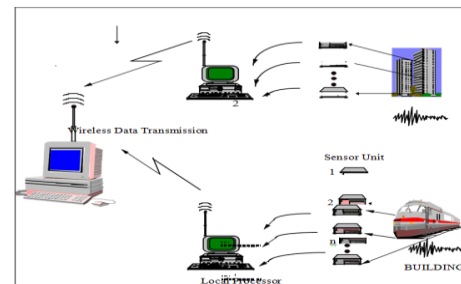 2
Wireless Data Transmission
Sensor Unit
1
2
n
BUILDING
Local Processor